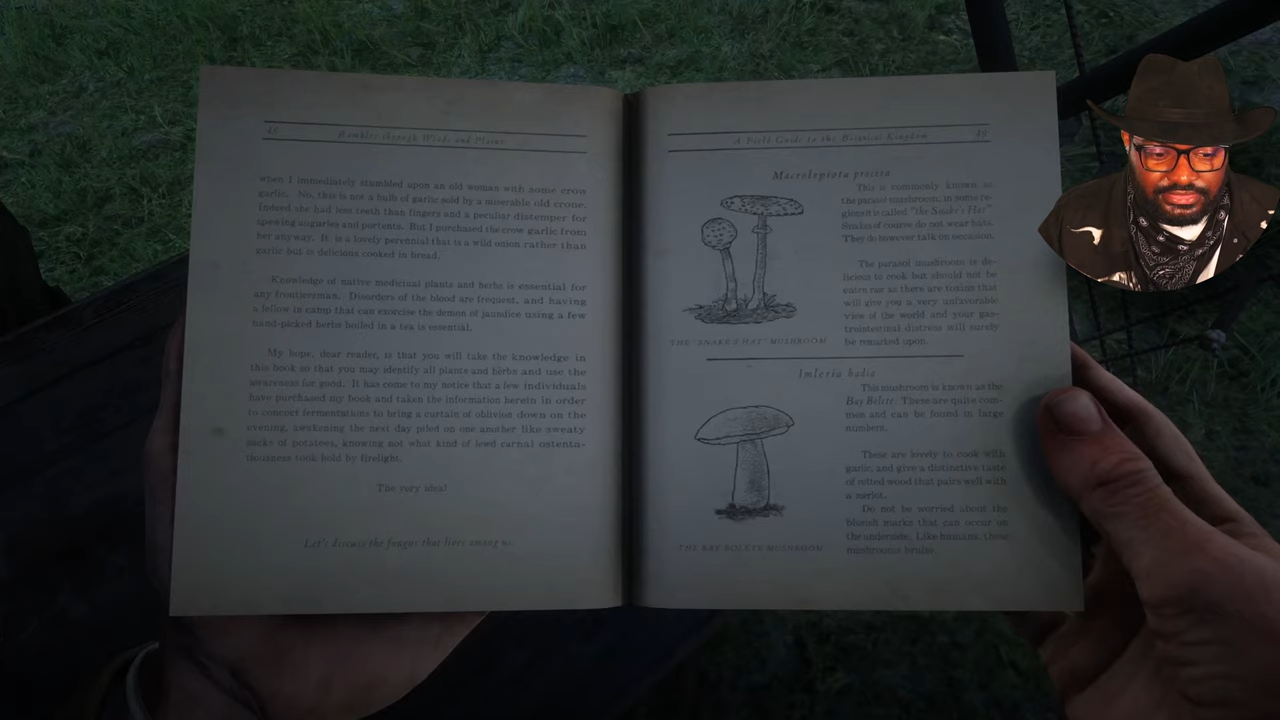 Rambles through Woods and Plains
when I immediately stumbled upon an old woman with some crow
garlic. No, this is not a bulb of garlic sold by a miserable old crone.
Indeed she had less teeth than fingers and a peculiar distemper for
spewing auguries and portents. But I purchased the crow garlic from
her anyway. It is a lovely perennial that is a wild onion rather than
garlic but is delicious cooked in bread.
Knowledge of native medicinal plants and herbs is essential for
any frontiersman. Disorders of the blood are frequent, and having
a fellow in camp that can exorcise the demon of jaundice using a few
hand-picked herbs boiled in a tea is essential.
My hope, dear reader, is that you will take the knowledge in
this book so that you may identify all plants and herbs and use the
awareness for good. It has come to my notice that a few individuals
have purchased my book and taken the information herein in order
to concoct fermentations to bring a curtain of oblivion down on the
evening, awakening the next day piled on one another like sweaty
sacks of potatoes, knowing not what kind of lewd carnal ostenta-
tiousness took hold by firelight.
The very idea!
Let's discuss the fungus that liers among us.
A Field Guide to the Botanical Kingdom
Macrolepiota procera
This is commonly known as
the parasol mushroom, in some re-
gions it is called "the Snake's Hat"
Snakes of course do not wear hats.
They do however talk on occasion.
The parasol mushroom is de-
licious to cook but should not be
eaten raw as there are toxins that
will give you a very unfavorable
view of the world and your gas-
trointestinal distress will surely
be remarked upon.
THE "SNAKE'S HAT" MUSHROOM
Imleria badia
This mushroom is known as the
Bay Bolete. These are quite com-
mon and can be found in large
numbers.
These are lovely to cook with
garlic, and give a distinctive taste
of rotted wood that pairs well with
a merlot.
Do not be worried about the
blueish marks that can occur on
the underside. Like humans, these
mushrooms bruise.
THE BAY BOLETE MUSHROOM